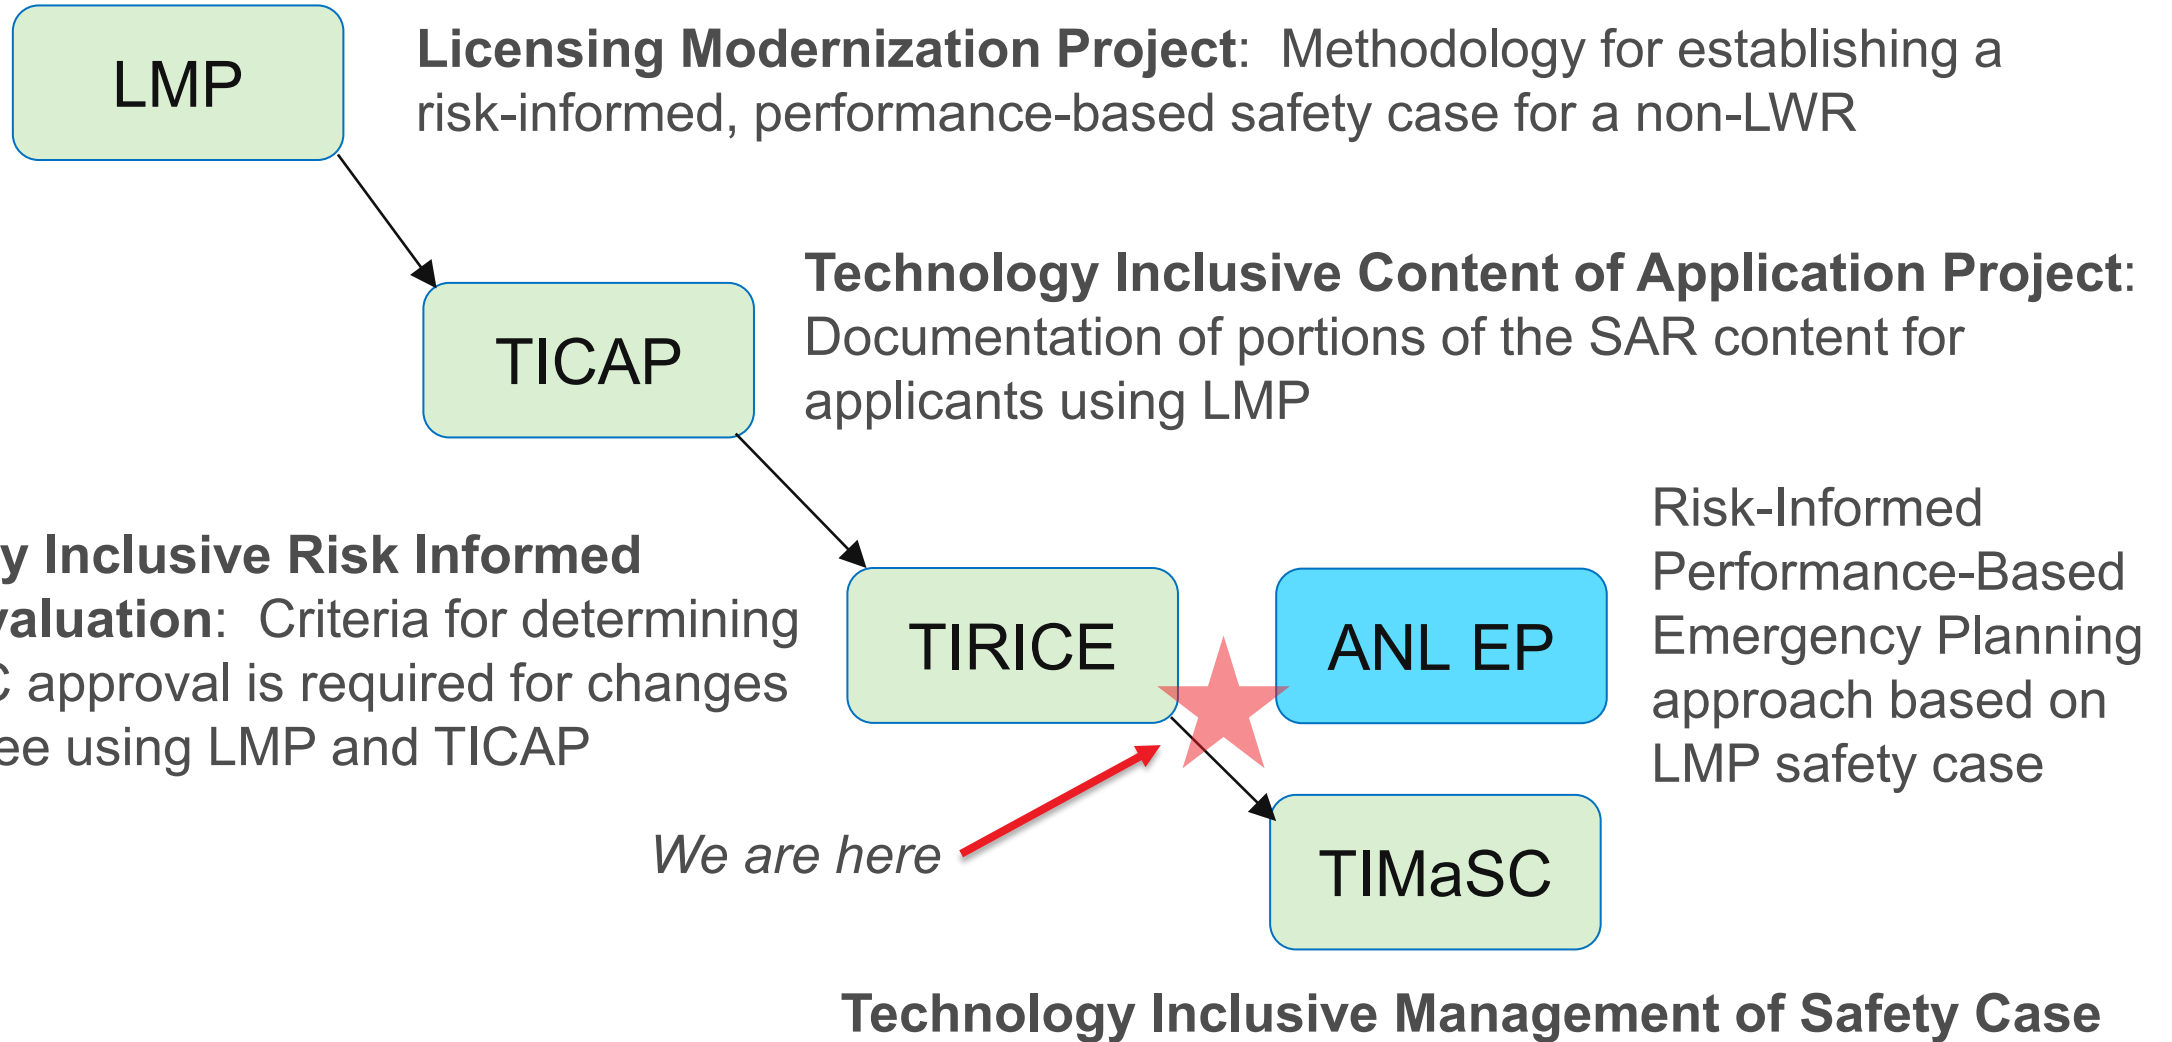 LMP
Licensing Modernization Project: Methodology for establishing a
risk-informed, performance-based safety case for a non-LWR
TICAP
Technology Inclusive Content of Application Project:
Documentation of portions of the SAR content for
applicants using LMP
y Inclusive Risk Informed
valuation: Criteria for determining
C approval is required for changes
ee using LMP and TICAP
TIRICE
ANL EP
Risk-Informed
Performance-Based
Emergency Planning
approach based on
LMP safety case
We are here
TIMaSC
Technology Inclusive Management of Safety Case